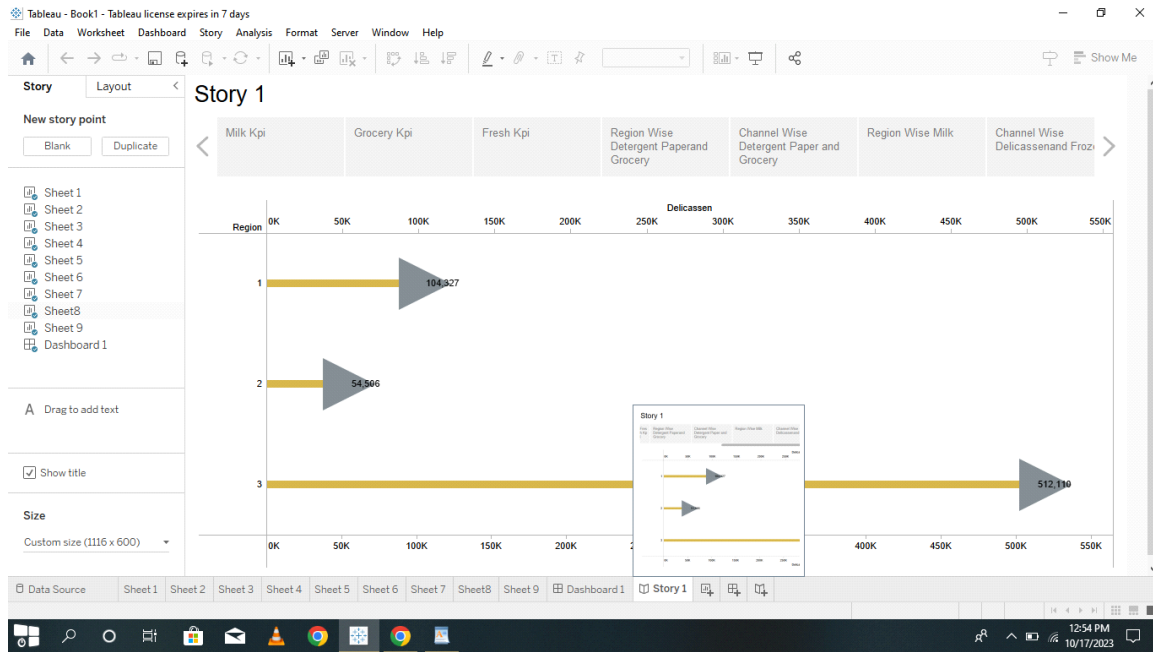 Tableau - Book1 - Tableau license expires in 7 days
File Data Worksheet Dashboard Story Analysis Format Server Window Help
Show Me
Story Layout
New story point
Blank Duplicate
Sheet 1
Sheet 2
Sheet 3
Sheet 4
Sheet 5
Sheet 6
Sheet 7
Sheet8
Sheet 9
Dashboard 1
A Drag to add text
Show title
Size
Custom size (1116 x 600)
Story 1
Milk Kpi
Grocery Kpi
Fresh Kpi
Region Wise
Detergent Paperand
Grocery
Channel Wise
Detergent Paper and
Grocery
Region Wise Milk
Channel Wise
Delicassenand Froz
Delicassen
Region 0K 50K 100K 150K 200K 250K 300K 350K 400K 450K 500K 550K
1 104,327
2
3 512,110
0K 50K 100K 150K 200K 400K 450K 500K 550K
Story 1
Data Source Sheet 1 Sheet 2 Sheet 3 Sheet 4 Sheet 5 Sheet 6 Sheet 7 Sheet8 Sheet 9 Dashboard 1 Story 1
12:54 PM
10/17/2023